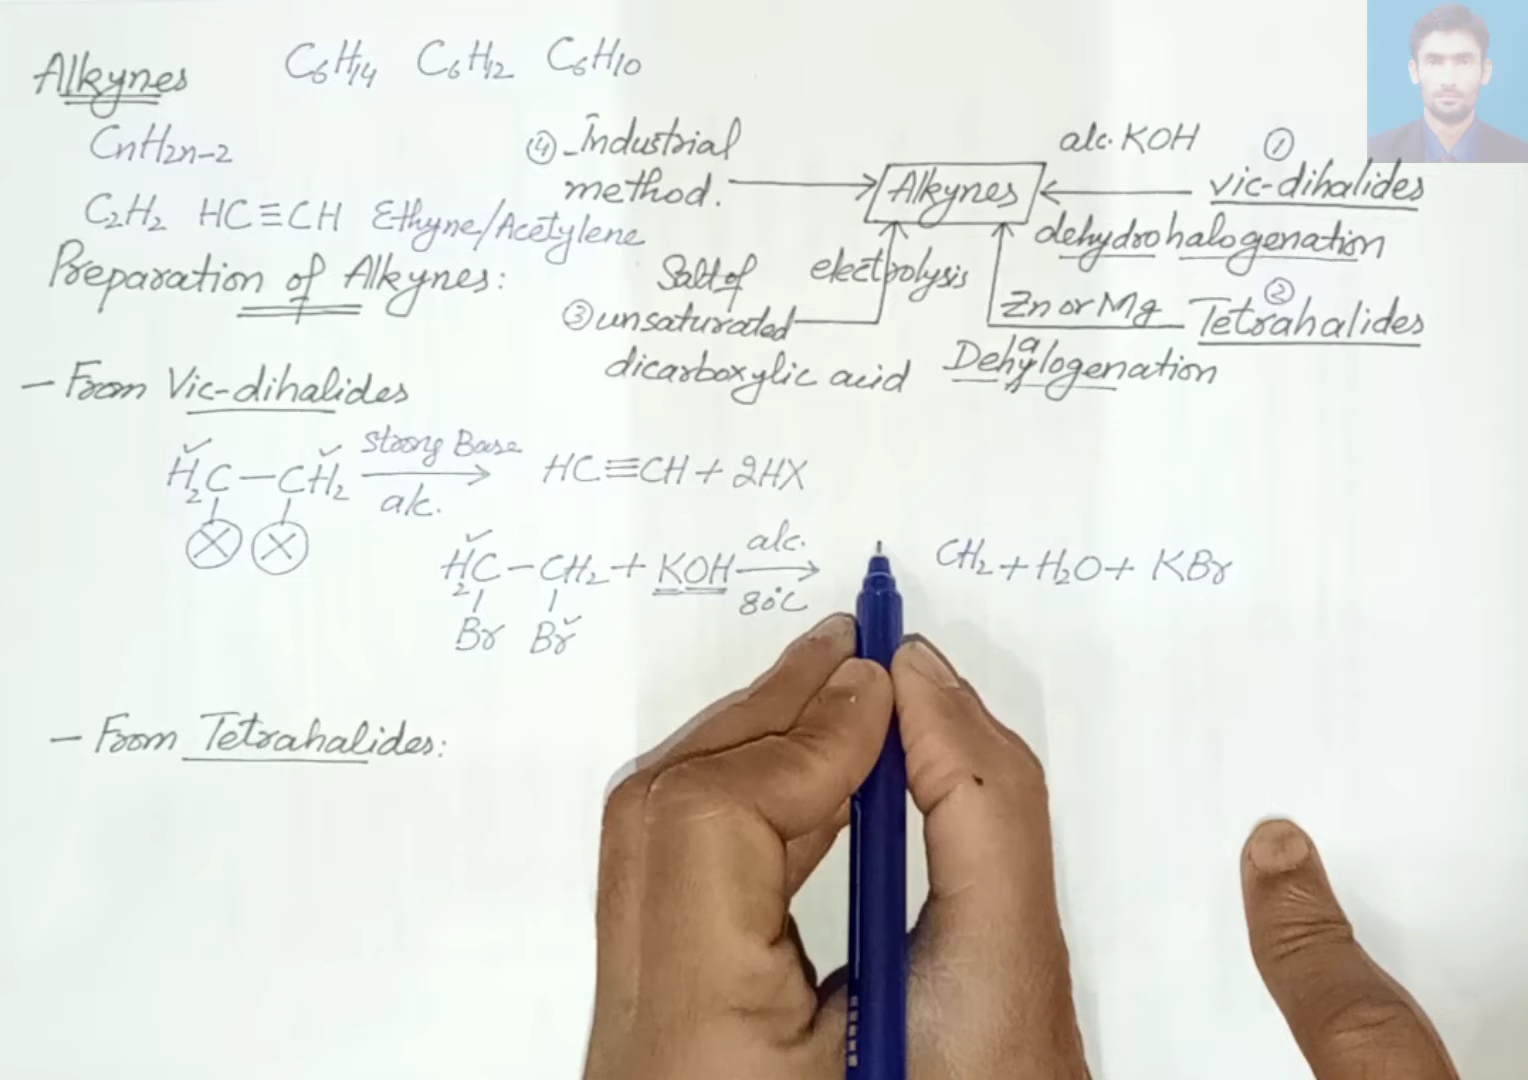 Alkynes C₆H₁₄ C₆H₁₂ C₆H₁₀
CnH2n-2
C₂H₂ HC≡CH Ethyne/Acetylene
Preparation of Alkynes:
④ Industrial
method.
Alkynes
alc. KOH ①
vic-dihalides
dehydrohalogenation
Salt of
③ unsaturated
dicarboxylic acid
electrolysis
Zn or Mg ② Tetrahalides
Dehalogenation
– From Vic-dihalides
H₂C – CH₂ Strong Base HC≡CH + 2HX
alc.
X X
H₂C – CH₂ + KOH alc. CH₂ + H₂O + KBr
80°C
Br Br
– From Tetrahalides: